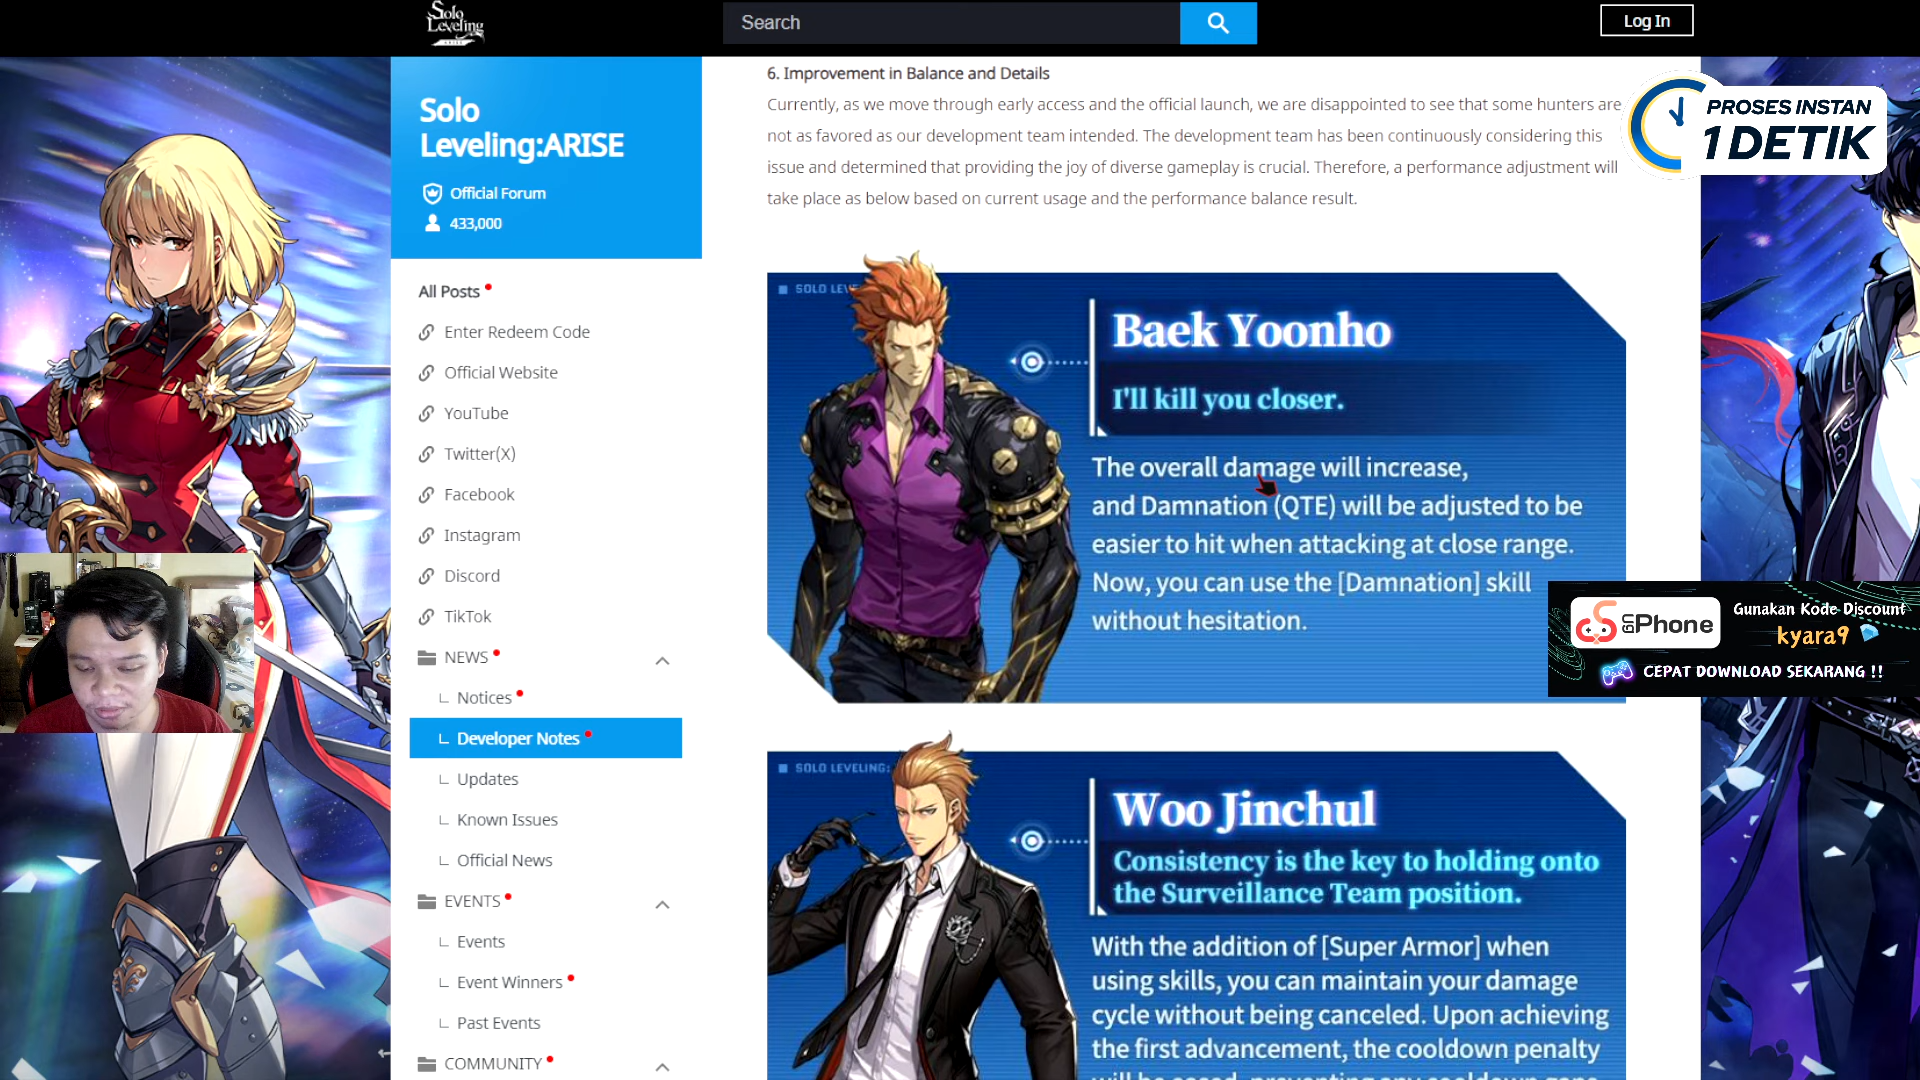 Solo
Leveling
ARISE
Search
Log In
Solo
Leveling:ARISE
Official Forum
433,000
All Posts
Enter Redeem Code
Official Website
YouTube
Twitter(X)
Facebook
Instagram
Discord
TikTok
NEWS
Notices
Developer Notes
Updates
Known Issues
Official News
EVENTS
Events
Event Winners
Past Events
COMMUNITY
6. Improvement in Balance and Details
Currently, as we move through early access and the official launch, we are disappointed to see that some hunters are
not as favored as our development team intended. The development team has been continuously considering this
issue and determined that providing the joy of diverse gameplay is crucial. Therefore, a performance adjustment will
take place as below based on current usage and the performance balance result.
SOLO LEVE
Baek Yoonho
I'll kill you closer.
The overall damage will increase,
and Damnation (QTE) will be adjusted to be
easier to hit when attacking at close range.
Now, you can use the [Damnation] skill
without hesitation.
SOLO LEVELING:
Woo Jinchul
Consistency is the key to holding onto
the Surveillance Team position.
With the addition of [Super Armor] when
using skills, you can maintain your damage
cycle without being canceled. Upon achieving
the first advancement, the cooldown penalty
PROSES INSTAN
1 DETIK
Phone
Gunakan Kode Discount
kyara9
CEPAT DOWNLOAD SEKARANG !!